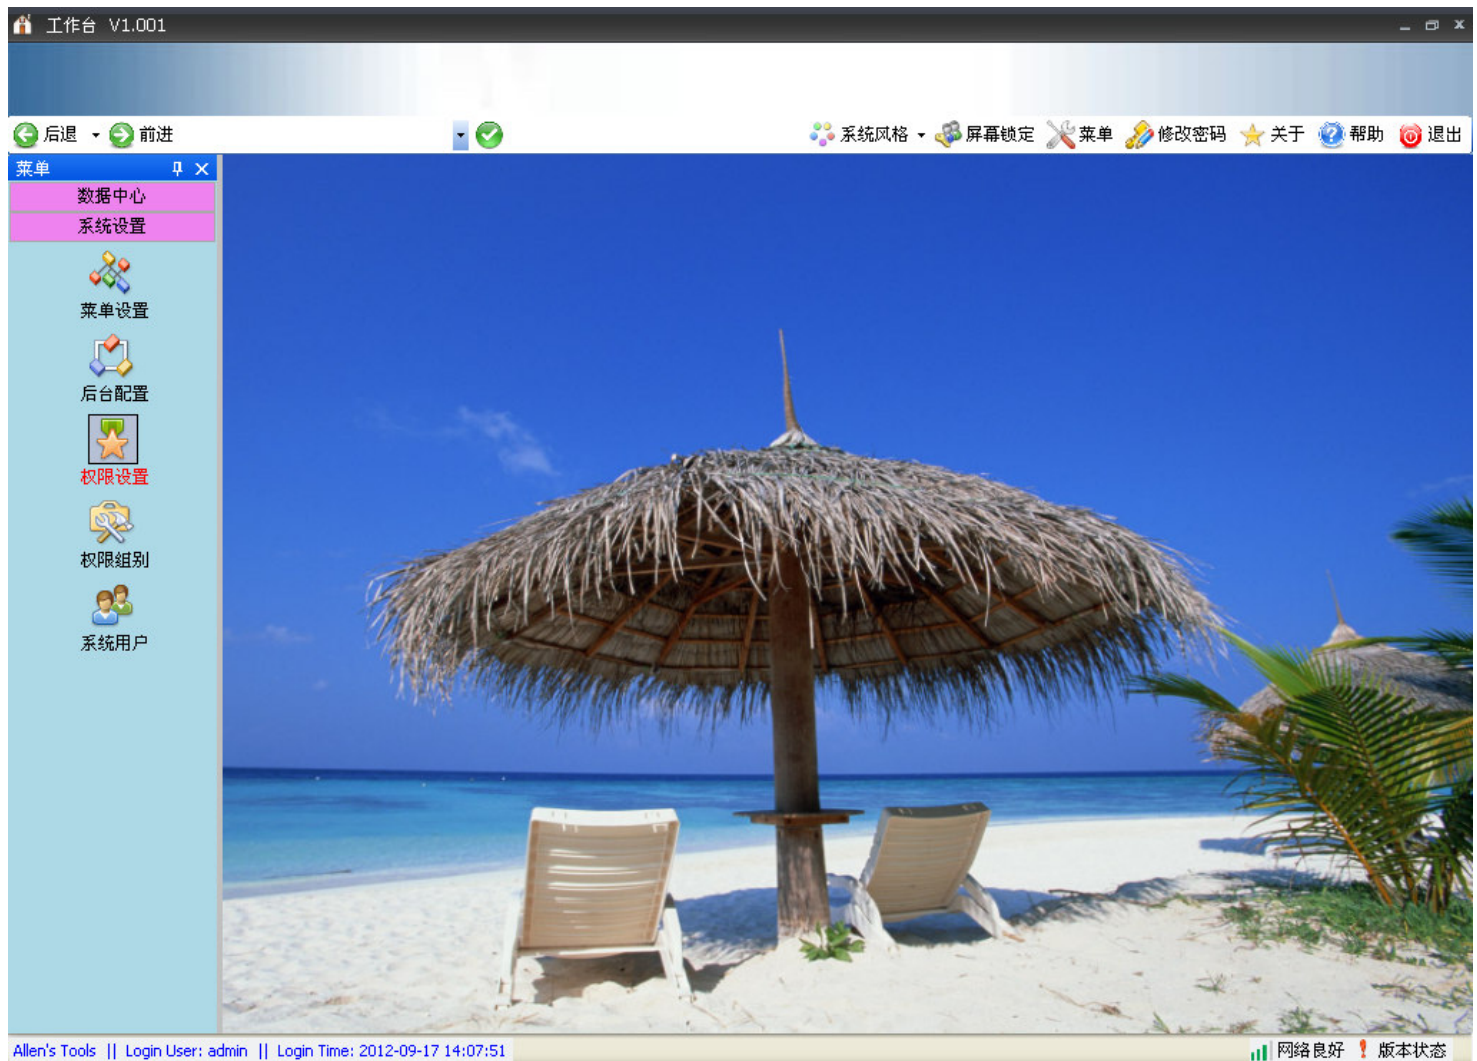 工作台 V1.001
后退 前进 系统风格 屏幕锁定 菜单 修改密码 关于 帮助 退出
菜单
数据中心
系统设置
菜单设置
后台配置
权限设置
权限组别
系统用户
Allen's Tools || Login User: admin || Login Time: 2012-09-17 14:07:51 网络良好 版本状态